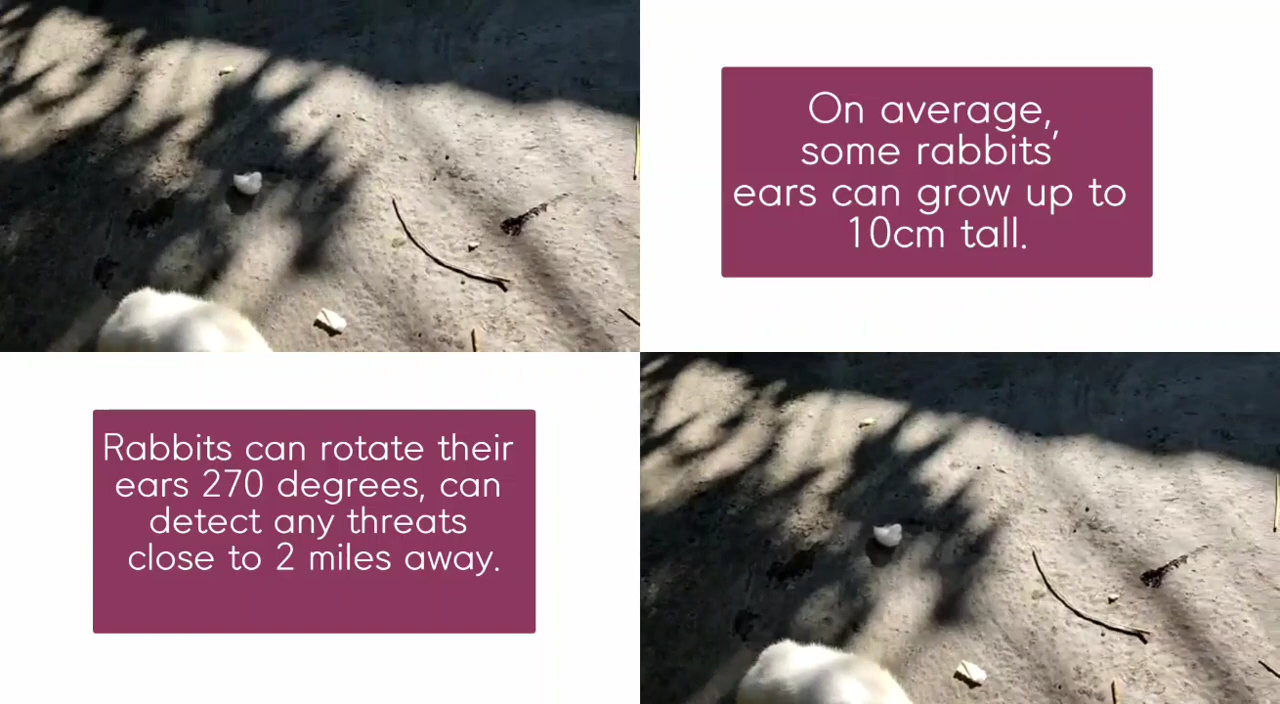 On average,
some rabbits’
ears can grow up to
10cm tall.
Rabbits can rotate their
ears 270 degrees, can
detect any threats
close to 2 miles away.